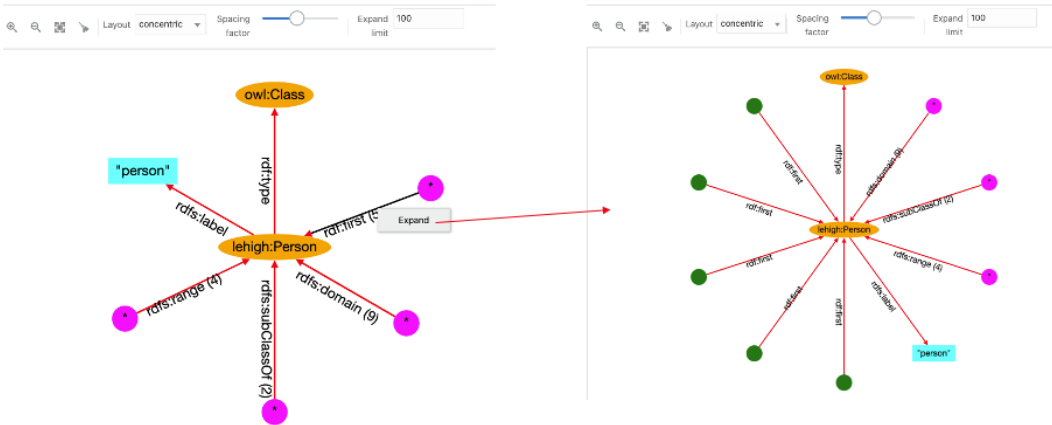 Layout concentric Spacing factor Expand limit 100
owl:Class
"person"
rdf:type
*
rdfs:label
rdf:first (5
Expand
lehigh:Person
rdfs:range (4)
rdfs:subClassOf (2)
rdfs:domain (9)
*
*
*
Layout concentric Spacing factor Expand limit 100
owl:Class
*
rdf:first
rdf:type
rdfs:domain (9)
*
rdf:first
rdfs:subClassOf (2)
lehigh:Person
rdf:first
rdfs:range (4)
*
rdf:first
rdf:first
rdfs:label
"person"